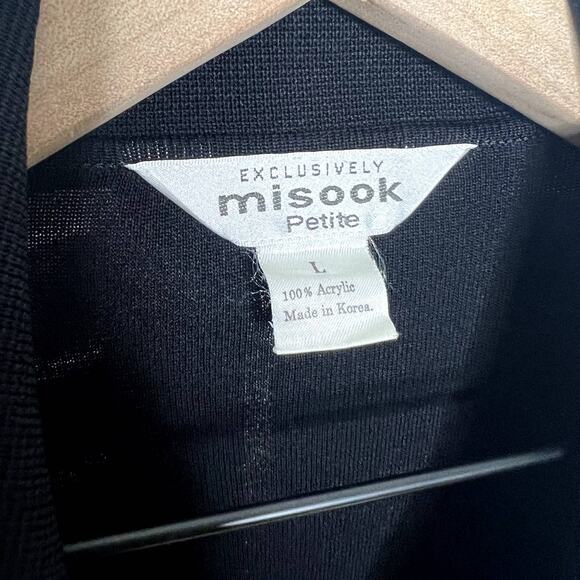 EXCLUSIVELY
misook
Petite
L
100% Acrylic
Made in Korea.